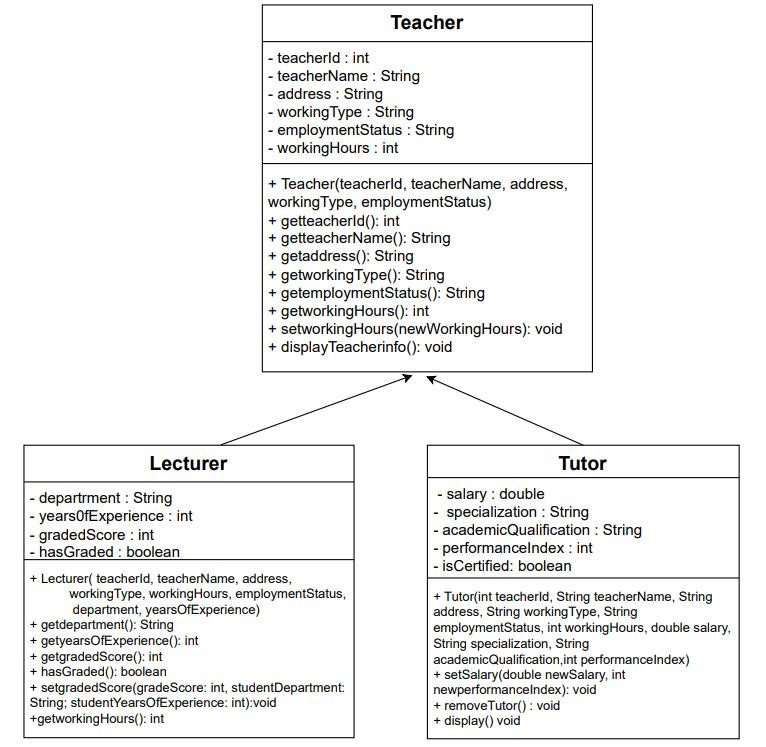 Teacher
- teacherId : int
- teacherName : String
- address : String
- workingType : String
- employmentStatus : String
- workingHours : int
+ Teacher(teacherId, teacherName, address,
workingType, employmentStatus)
+ getteacherId(): int
+ getteacherName(): String
+ getaddress(): String
+ getworkingType(): String
+ getemploymentStatus(): String
+ getworkingHours(): int
+ setworkingHours(newWorkingHours): void
+ displayTeacherinfo(): void
Lecturer
- departrment : String
- years0fExperience : int
- gradedScore : int
- hasGraded : boolean
+ Lecturer( teacherId, teacherName, address,
workingType, workingHours, employmentStatus,
department, yearsOfExperience)
+ getdepartment(): String
+ getyearsOfExperience(): int
+ getgradedScore(): int
+ hasGraded(): boolean
+ setgradedScore(gradeScore: int, studentDepartment:
String; studentYearsOfExperience: int):void
+getworkingHours(): int
Tutor
- salary : double
- specialization : String
- academicQualification : String
- performanceIndex : int
- isCertified: boolean
+ Tutor(int teacherId, String teacherName, String
address, String workingType, String
employmentStatus, int workingHours, double salary,
String specialization, String
academicQualification,int performanceIndex)
+ setSalary(double newSalary, int
newperformanceIndex): void
+ removeTutor() : void
+ display() void